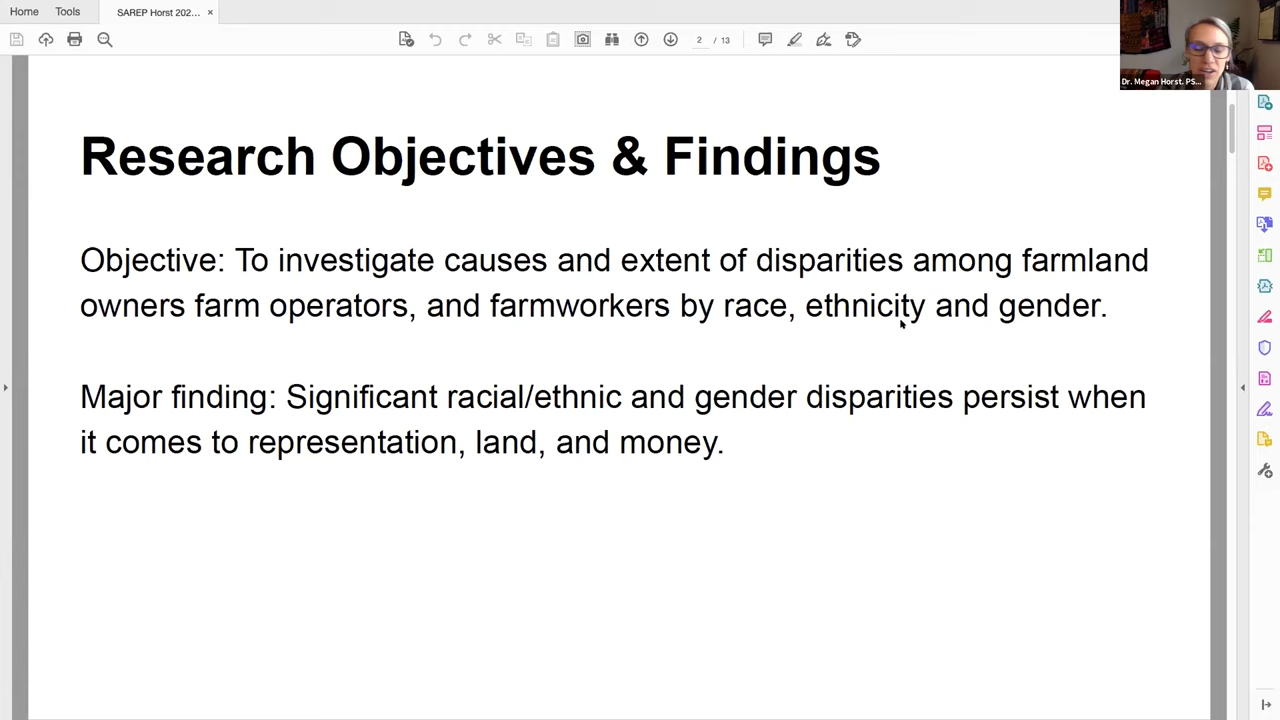 Home Tools SAREP Horst 202... ×
2 / 13
Dr. Megan Horst. PS...
Research Objectives & Findings
Objective: To investigate causes and extent of disparities among farmland
owners farm operators, and farmworkers by race, ethnicity and gender.
Major finding: Significant racial/ethnic and gender disparities persist when
it comes to representation, land, and money.